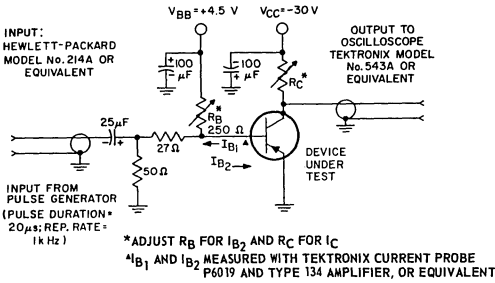 INPUT:
HEWLETT-PACKARD
MODEL No. 214A OR
EQUIVALENT
VBB=+4.5 V
VCC=-30V
OUTPUT TO
OSCILLOSCOPE
TEKTRONIX MODEL
No. 543A OR
EQUIVALENT
+100
- μF
-100
+ μF
RB*
RC*
25μF
- +
27Ω
250 Ω
50Ω
IB1▲
IB2
DEVICE
UNDER
TEST
INPUT FROM
PULSE GENERATOR
(PULSE DURATION=
20μs; REP. RATE=
1kHz)
*ADJUST RB FOR IB2 AND RC FOR IC
▲IB1 AND IB2 MEASURED WITH TEKTRONIX CURRENT PROBE
P6019 AND TYPE 134 AMPLIFIER, OR EQUIVALENT